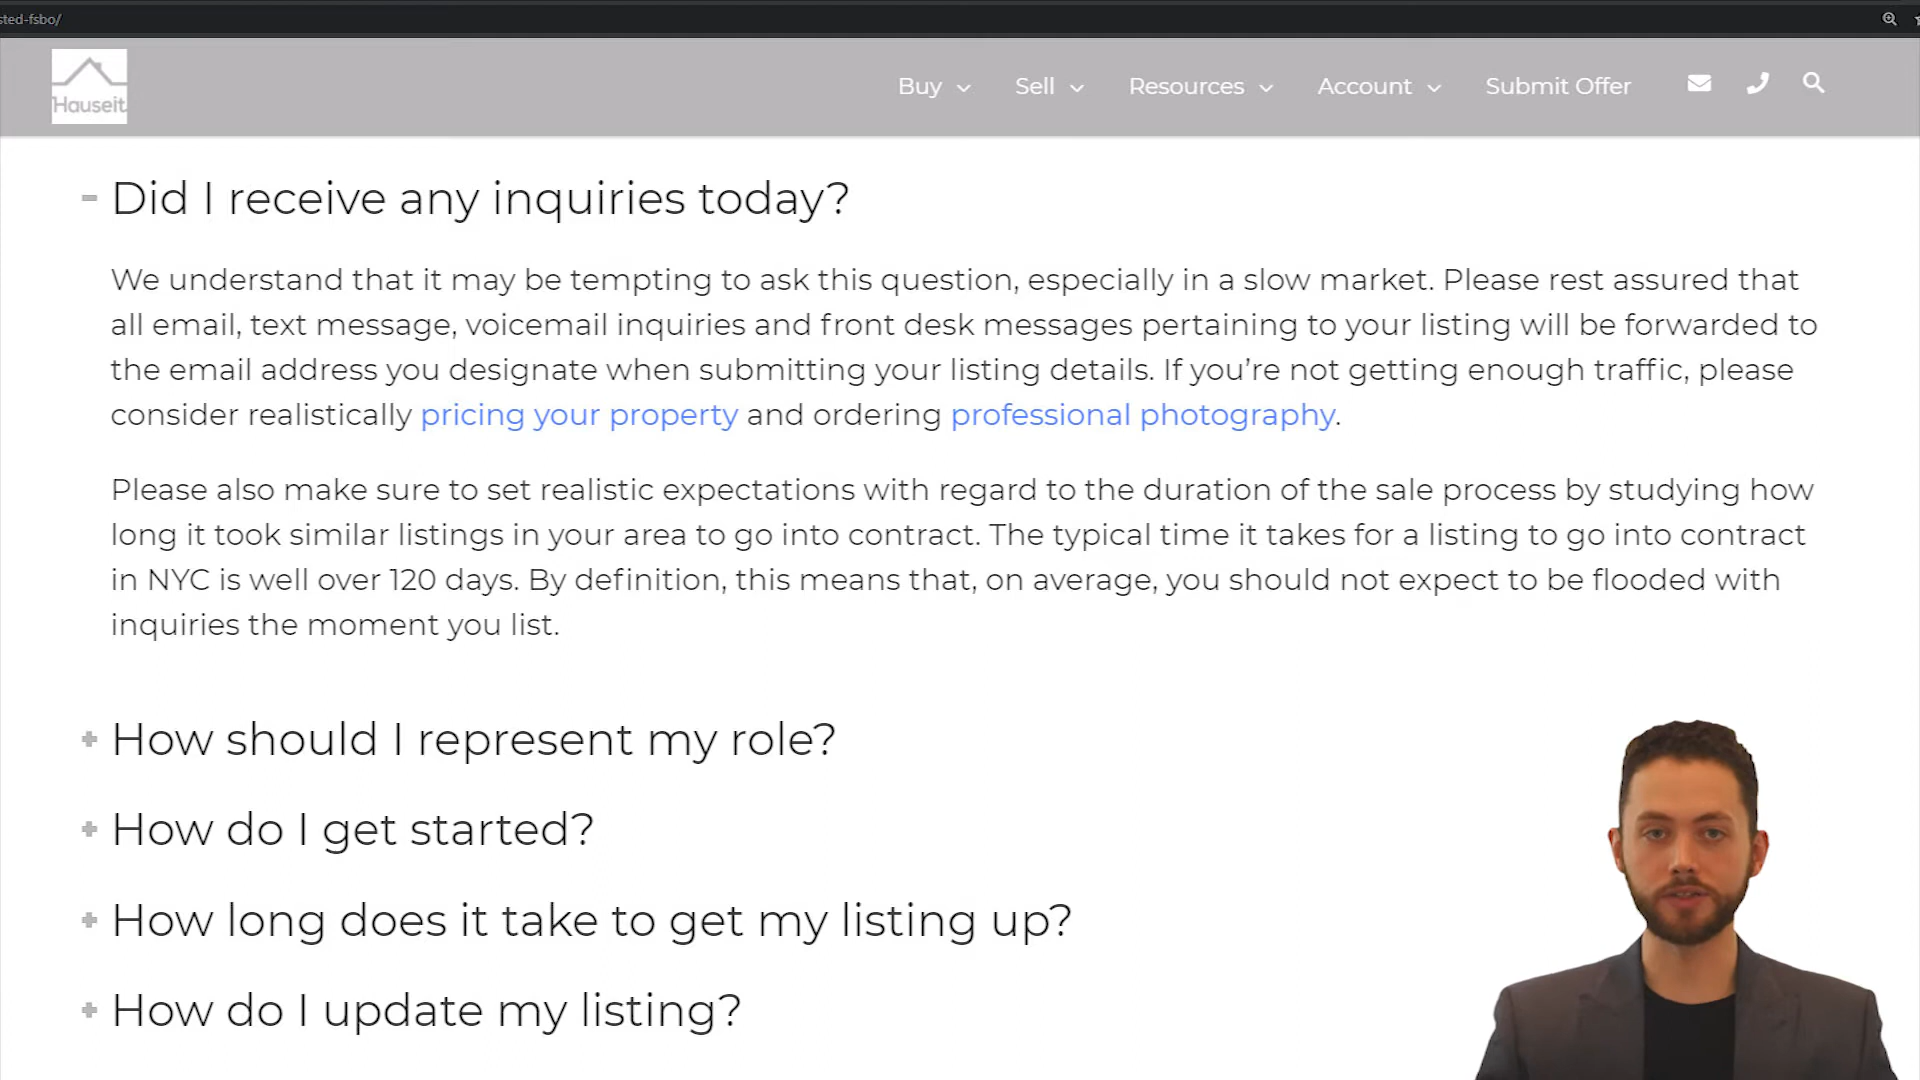 sted-fsbo/
Hauseit
Buy
Sell
Resources
Account
Submit Offer
Did I receive any inquiries today?
We understand that it may be tempting to ask this question, especially in a slow market. Please rest assured that
all email, text message, voicemail inquiries and front desk messages pertaining to your listing will be forwarded to
the email address you designate when submitting your listing details. If you’re not getting enough traffic, please
consider realistically pricing your property and ordering professional photography.
Please also make sure to set realistic expectations with regard to the duration of the sale process by studying how
long it took similar listings in your area to go into contract. The typical time it takes for a listing to go into contract
in NYC is well over 120 days. By definition, this means that, on average, you should not expect to be flooded with
inquiries the moment you list.
How should I represent my role?
How do I get started?
How long does it take to get my listing up?
How do I update my listing?